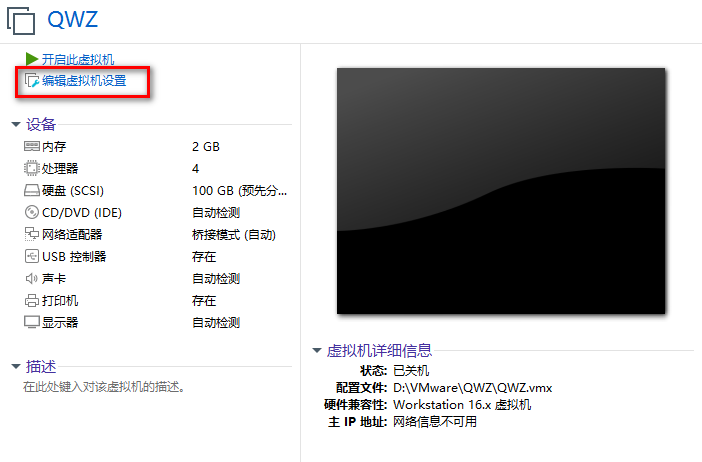 QWZ
开启此虚拟机
编辑虚拟机设置
设备
内存 2 GB
处理器 4
硬盘 (SCSI) 100 GB (预先分...
CD/DVD (IDE) 自动检测
网络适配器 桥接模式 (自动)
USB 控制器 存在
声卡 自动检测
打印机 存在
显示器 自动检测
描述
在此处键入对该虚拟机的描述。
虚拟机详细信息
状态: 已关机
配置文件: D:\VMware\QWZ\QWZ.vmx
硬件兼容性: Workstation 16.x 虚拟机
主 IP 地址: 网络信息不可用